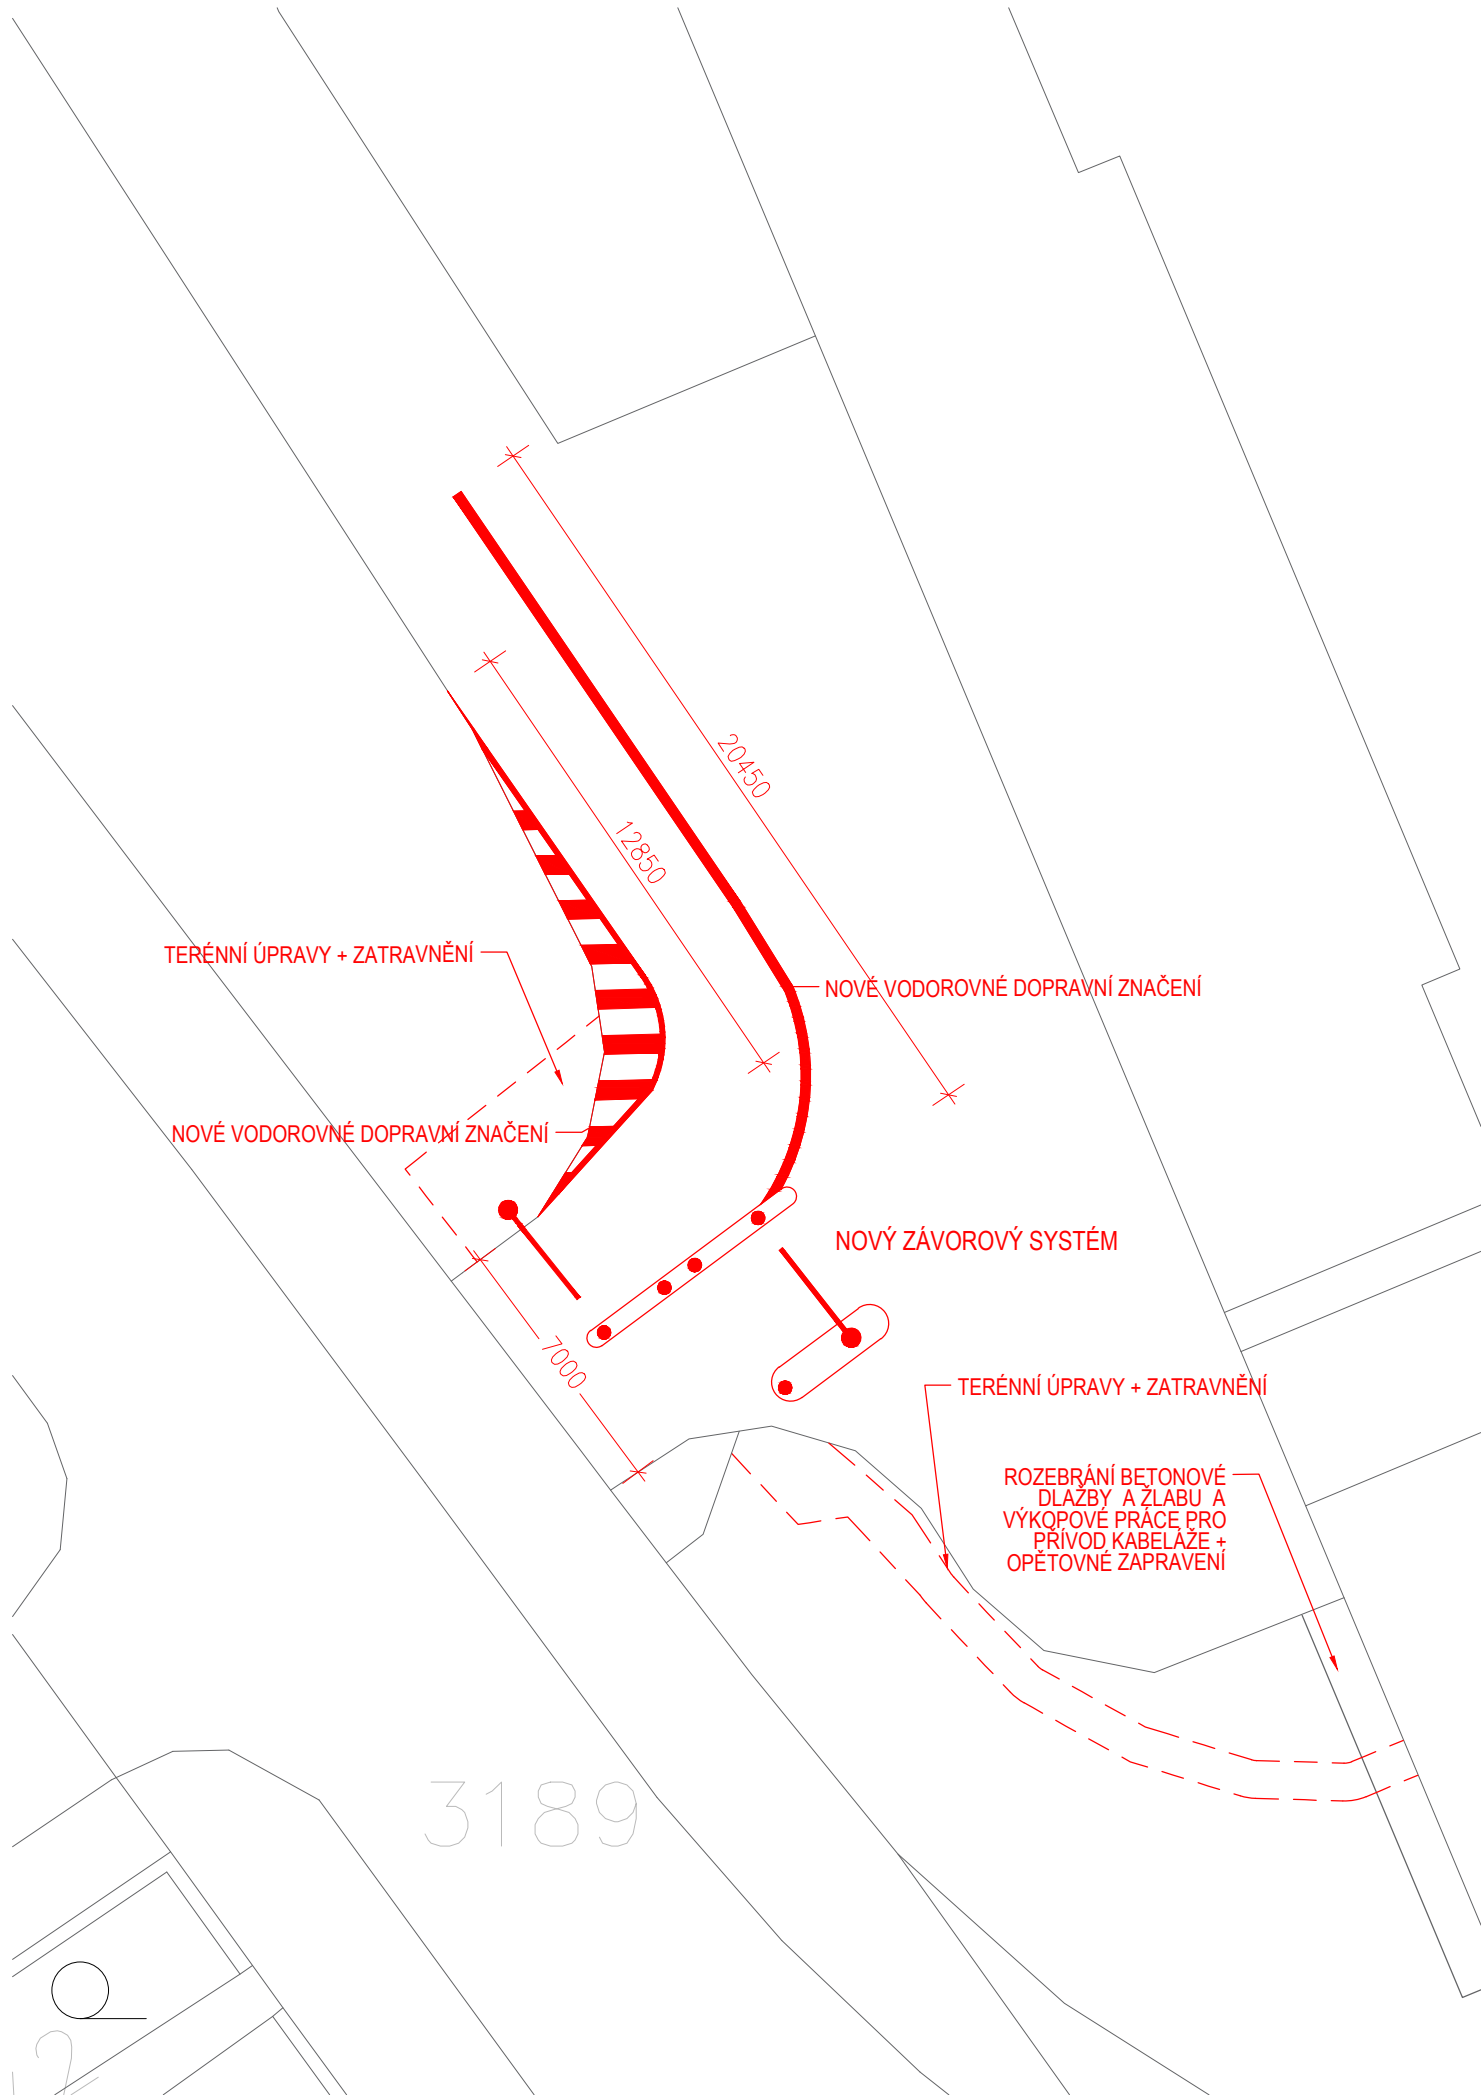 20450
12850
TERÉNNÍ ÚPRAVY + ZATRAVNĚNÍ
NOVÉ VODOROVNÉ DOPRAVNÍ ZNAČENÍ
NOVÉ VODOROVNÉ DOPRAVNÍ ZNAČENÍ
NOVÝ ZÁVOROVÝ SYSTÉM
7000
TERÉNNÍ ÚPRAVY + ZATRAVNĚNÍ
ROZEBRÁNÍ BETONOVÉ
DLAŽBY A ŽLABU A
VÝKOPOVÉ PRÁCE PRO
PŘÍVOD KABELÁŽE +
OPĚTOVNÉ ZAPRAVENÍ
3189
2